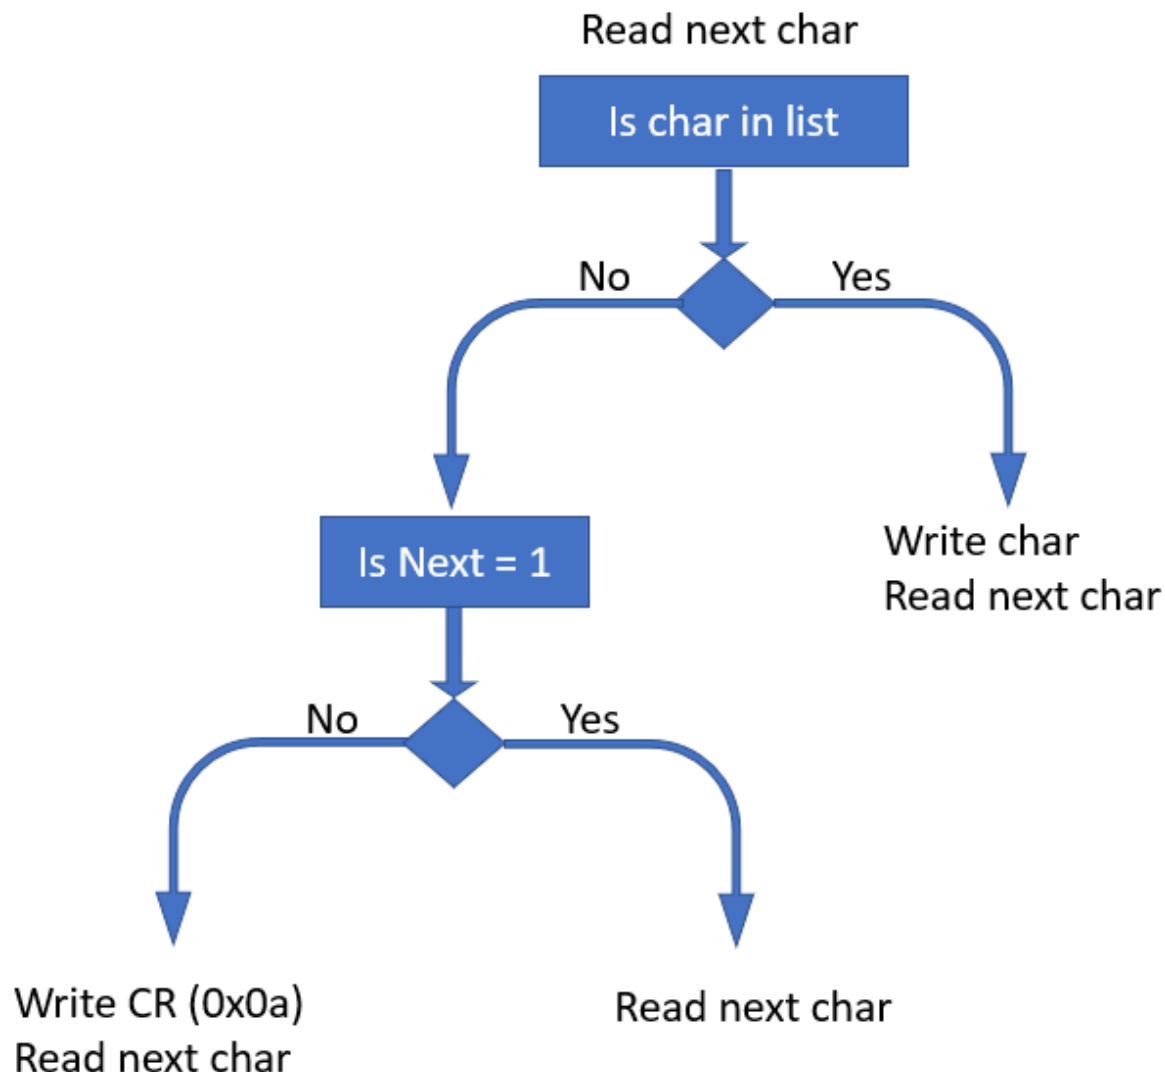 Read next char
Is char in list
No
Yes
Is Next = 1
Write char
Read next char
No
Yes
Write CR (0x0a)
Read next char
Read next char